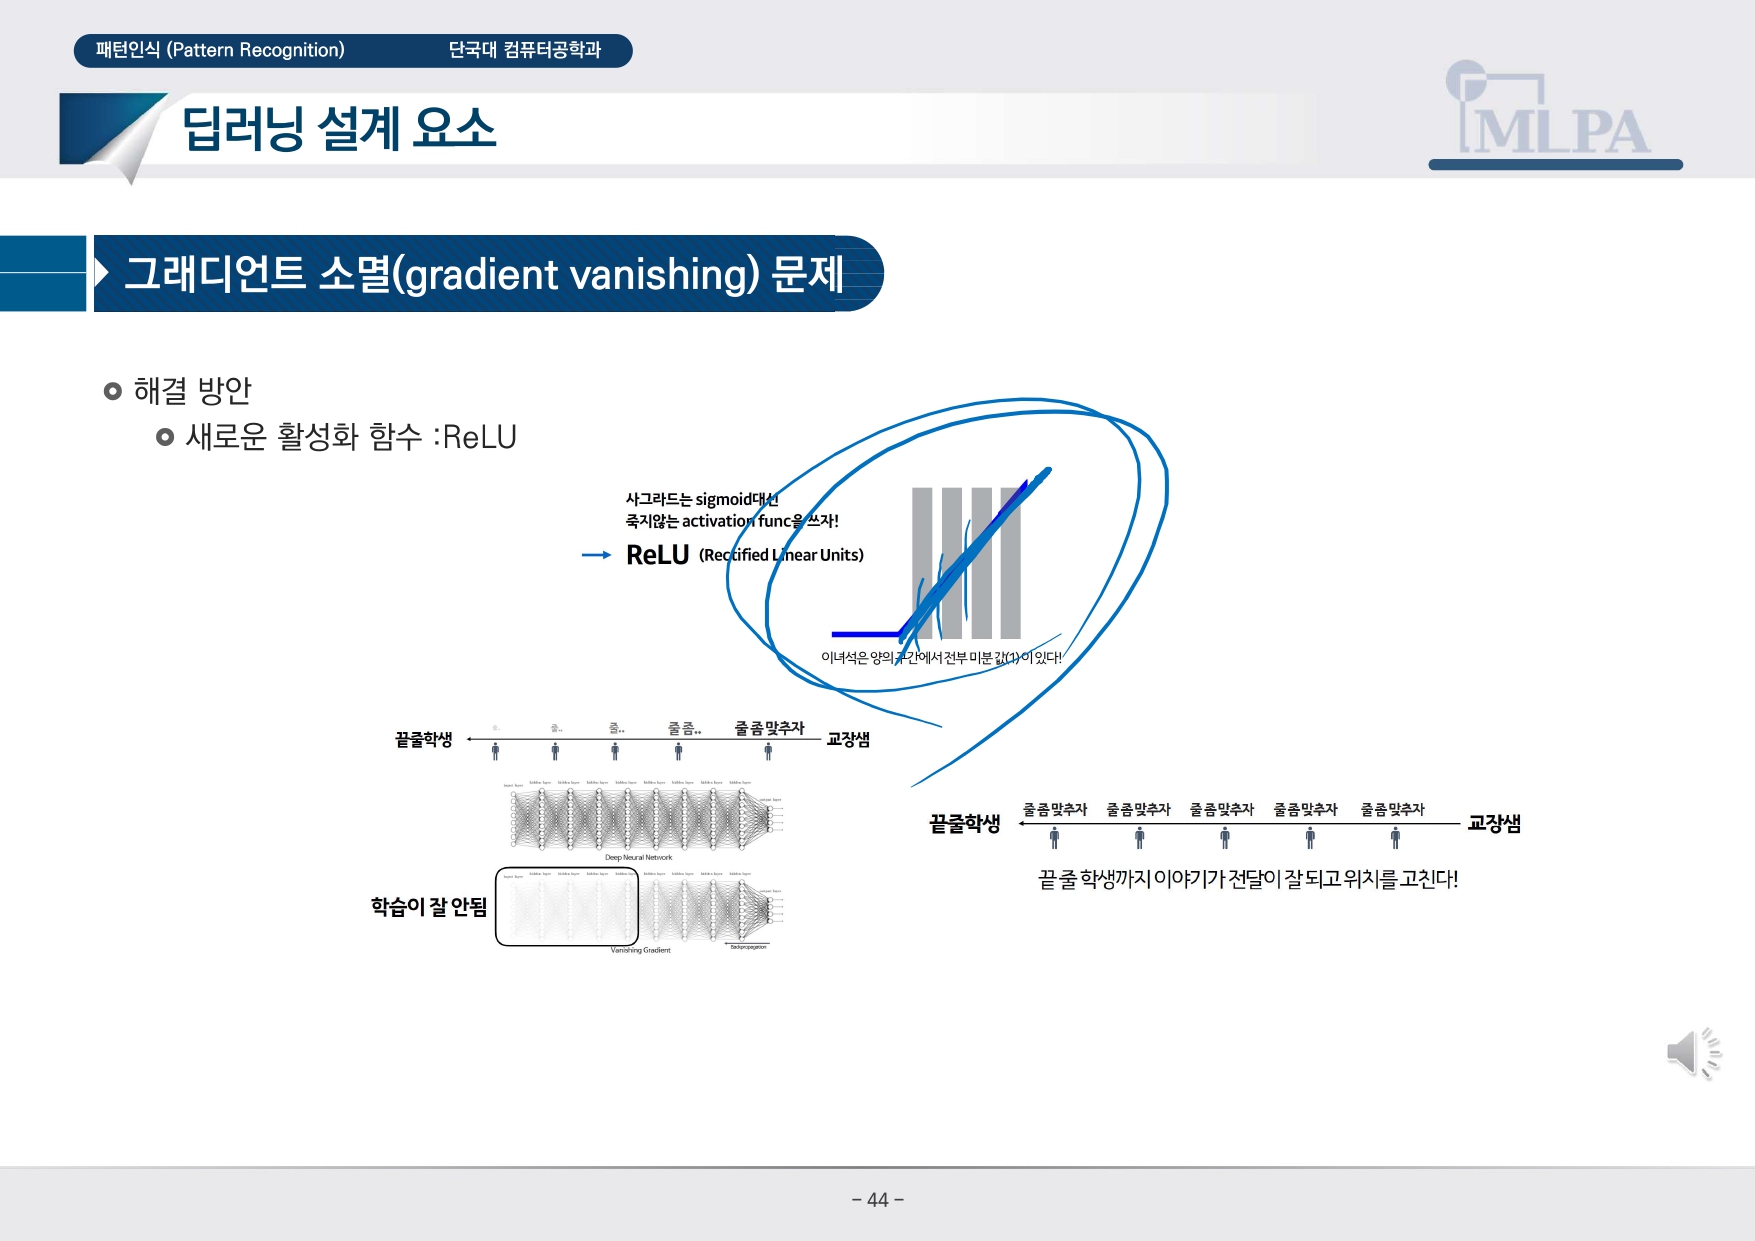 패턴인식 (Pattern Recognition) 단국대 컴퓨터공학과
딥러닝 설계 요소
MLPA
그래디언트 소멸(gradient vanishing) 문제
해결 방안
새로운 활성화 함수 :ReLU
사그라드는 sigmoid대신
죽지않는 activation func을 쓰자!
ReLU (Rectified Linear Units)
이녀석은 양의 구간에서 전부 미분 값(1)이 있다!
줄.. 줄.. 줄 좀.. 줄 좀 맞추자
끝줄학생 교장샘
Deep Neural Network
학습이 잘 안됨
Vanishing Gradient
Backpropagation
줄 좀 맞추자 줄 좀 맞추자 줄 좀 맞추자 줄 좀 맞추자 줄 좀 맞추자
끝줄학생 교장샘
끝 줄 학생까지 이야기가 전달이 잘 되고 위치를 고친다!
- 44 -